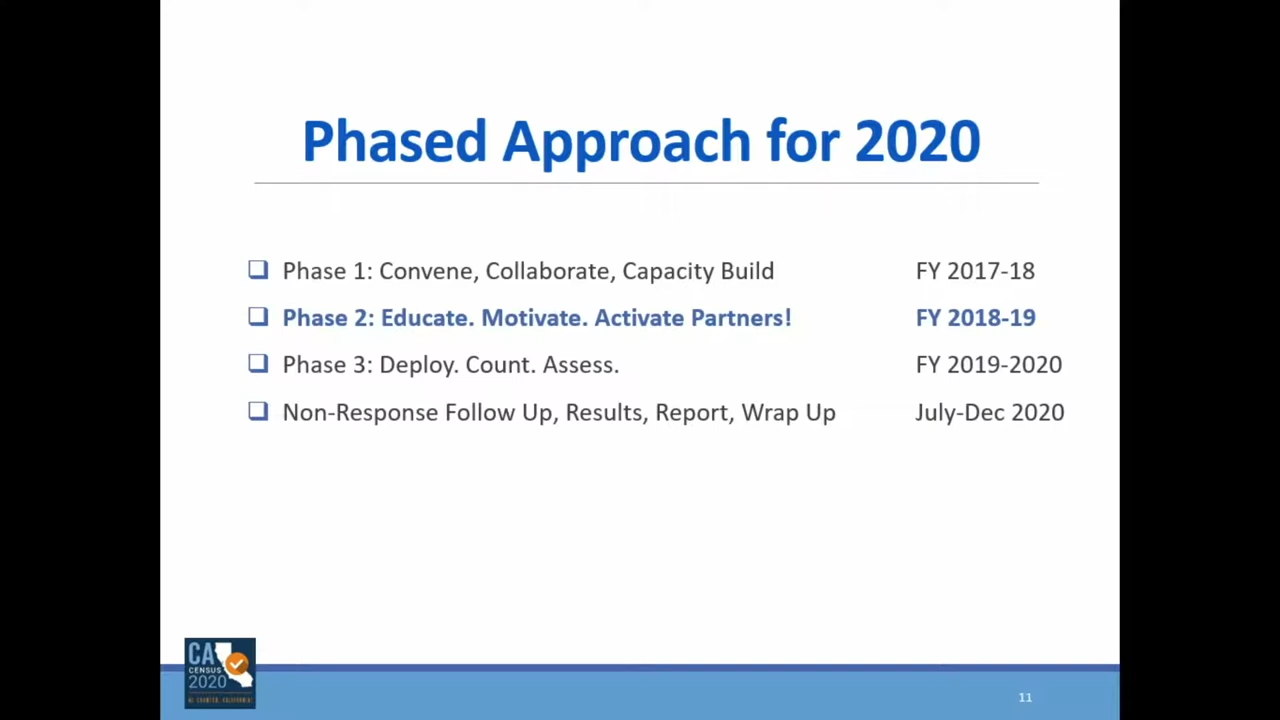 Phased Approach for 2020
Phase 1: Convene, Collaborate, Capacity Build FY 2017-18
Phase 2: Educate. Motivate. Activate Partners! FY 2018-19
Phase 3: Deploy. Count. Assess. FY 2019-2020
Non-Response Follow Up, Results, Report, Wrap Up July-Dec 2020
CA
CENSUS
2020
11